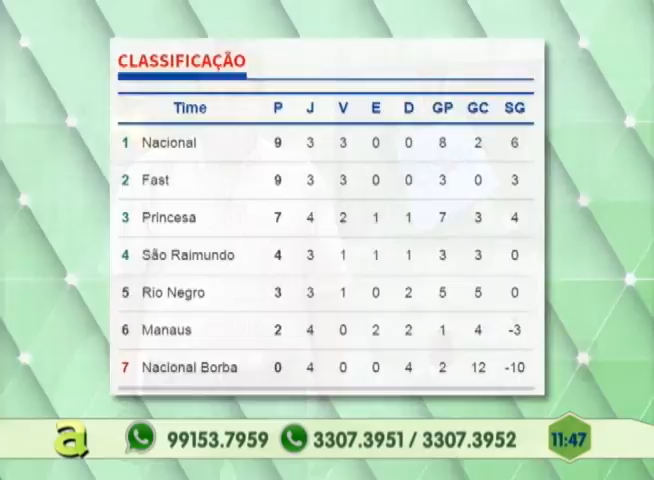 CLASSIFICAÇÃO
Time P J V E D GP GC SG
1 Nacional 9 3 3 0 0 8 2 6
2 Fast 9 3 3 0 0 3 0 3
3 Princesa 7 4 2 1 1 7 3 4
4 São Raimundo 4 3 1 1 1 3 3 0
5 Rio Negro 3 3 1 0 2 5 5 0
6 Manaus 2 4 0 2 2 1 4 -3
7 Nacional Borba 0 4 0 0 4 2 12 -10
a 99153.7959 3307.3951 / 3307.3952 11:47